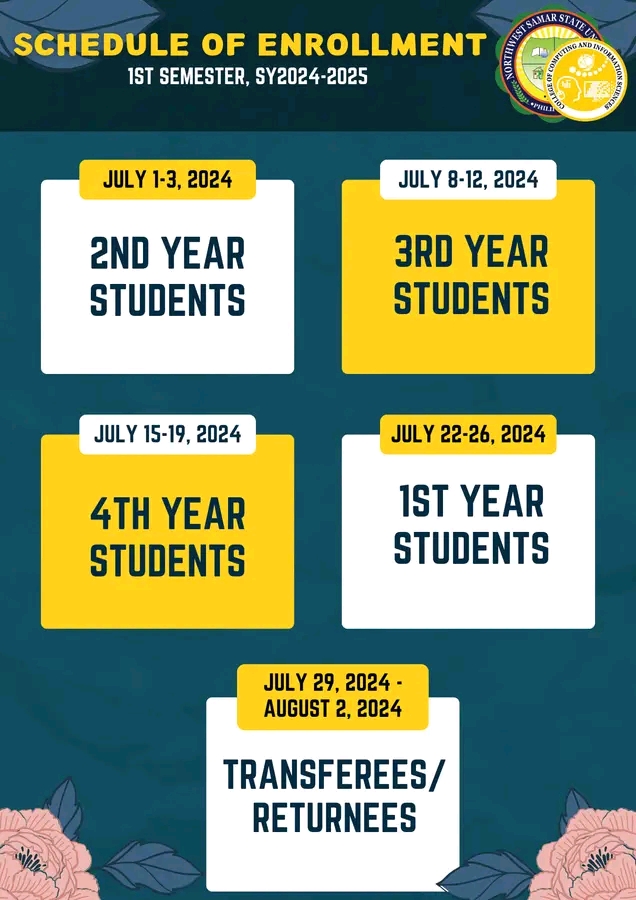 SCHEDULE OF ENROLLMENT
1ST SEMESTER, SY2024-2025
NORTHWEST SAMAR STATE
COLLEGE OF COMPUTING AND INFORMATION SCIENCES
JULY 1-3, 2024
2ND YEAR
STUDENTS
JULY 8-12, 2024
3RD YEAR
STUDENTS
JULY 15-19, 2024
4TH YEAR
STUDENTS
JULY 22-26, 2024
1ST YEAR
STUDENTS
JULY 29, 2024 -
AUGUST 2, 2024
TRANSFEREES/
RETURNEES